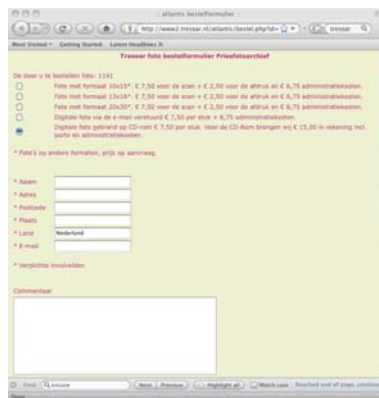 :: atlantis bestelformulier ::
http://www2.tresoar.nl/atlantis/bestel.php?id=
tresoar
Most Visited
Getting Started
Latest Headlines
Tresoar foto bestelformulier Frieefotoarchief
De door u te bestellen foto: 1141
Foto met formaat 10x15*. € 7,50 voor de scan + € 2,50 voor de afdruk en € 6,75 administratiekosten.
Foto met formaat 13x18*. € 7,50 voor de scan + € 2,50 voor de afdruk en € 6,75 administratiekosten.
Foto met formaat 20x30*. € 7,50 voor de scan + € 2,50 voor de afdruk en € 6,75 administratiekosten.
Digitale foto via de e-mail verstuurd € 7,50 per stuk + 6,75 administratiekosten.
Digitale foto gebrand op CD-rom € 7,50 per stuk. Voor de CD-Rom brengen wij € 15,00 in rekening incl.
porto en administratiekosten.
* Foto's op andere formaten, prijs op aanvraag.
* Naam
* Adres
* Postcode
* Plaats
* Land Nederland
* E-mail
* Verplichte invulvelden
Commentaar
Find:
Next
Previous
Highlight all
Match case
Reached end of page, continu
Done